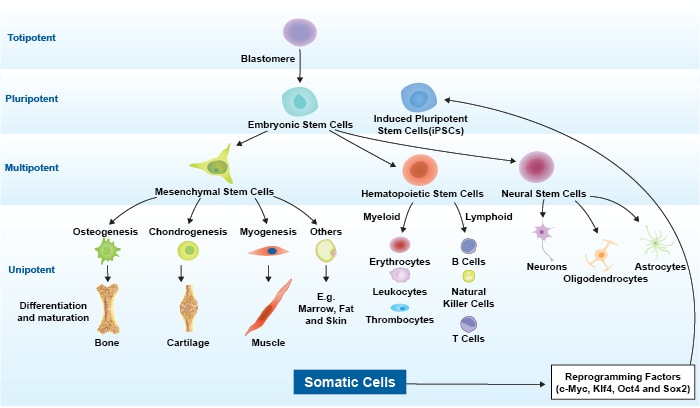 Totipotent
Blastomere
Pluripotent
Embryonic Stem Cells
Induced Pluripotent
Stem Cells(iPSCs)
Multipotent
Mesenchymal Stem Cells
Hematopoietic Stem Cells
Neural Stem Cells
Myeloid
Lymphoid
Osteogenesis
Chondrogenesis
Myogenesis
Others
Unipotent
Erythrocytes
B Cells
Neurons
Oligodendrocytes
Astrocytes
Leukocytes
Natural
Killer Cells
Differentiation
and maturation
E.g.
Marrow, Fat
and Skin
Thrombocytes
T Cells
Bone
Cartilage
Muscle
Somatic Cells
Reprogramming Factors
(c-Myc, Klf4, Oct4 and Sox2)